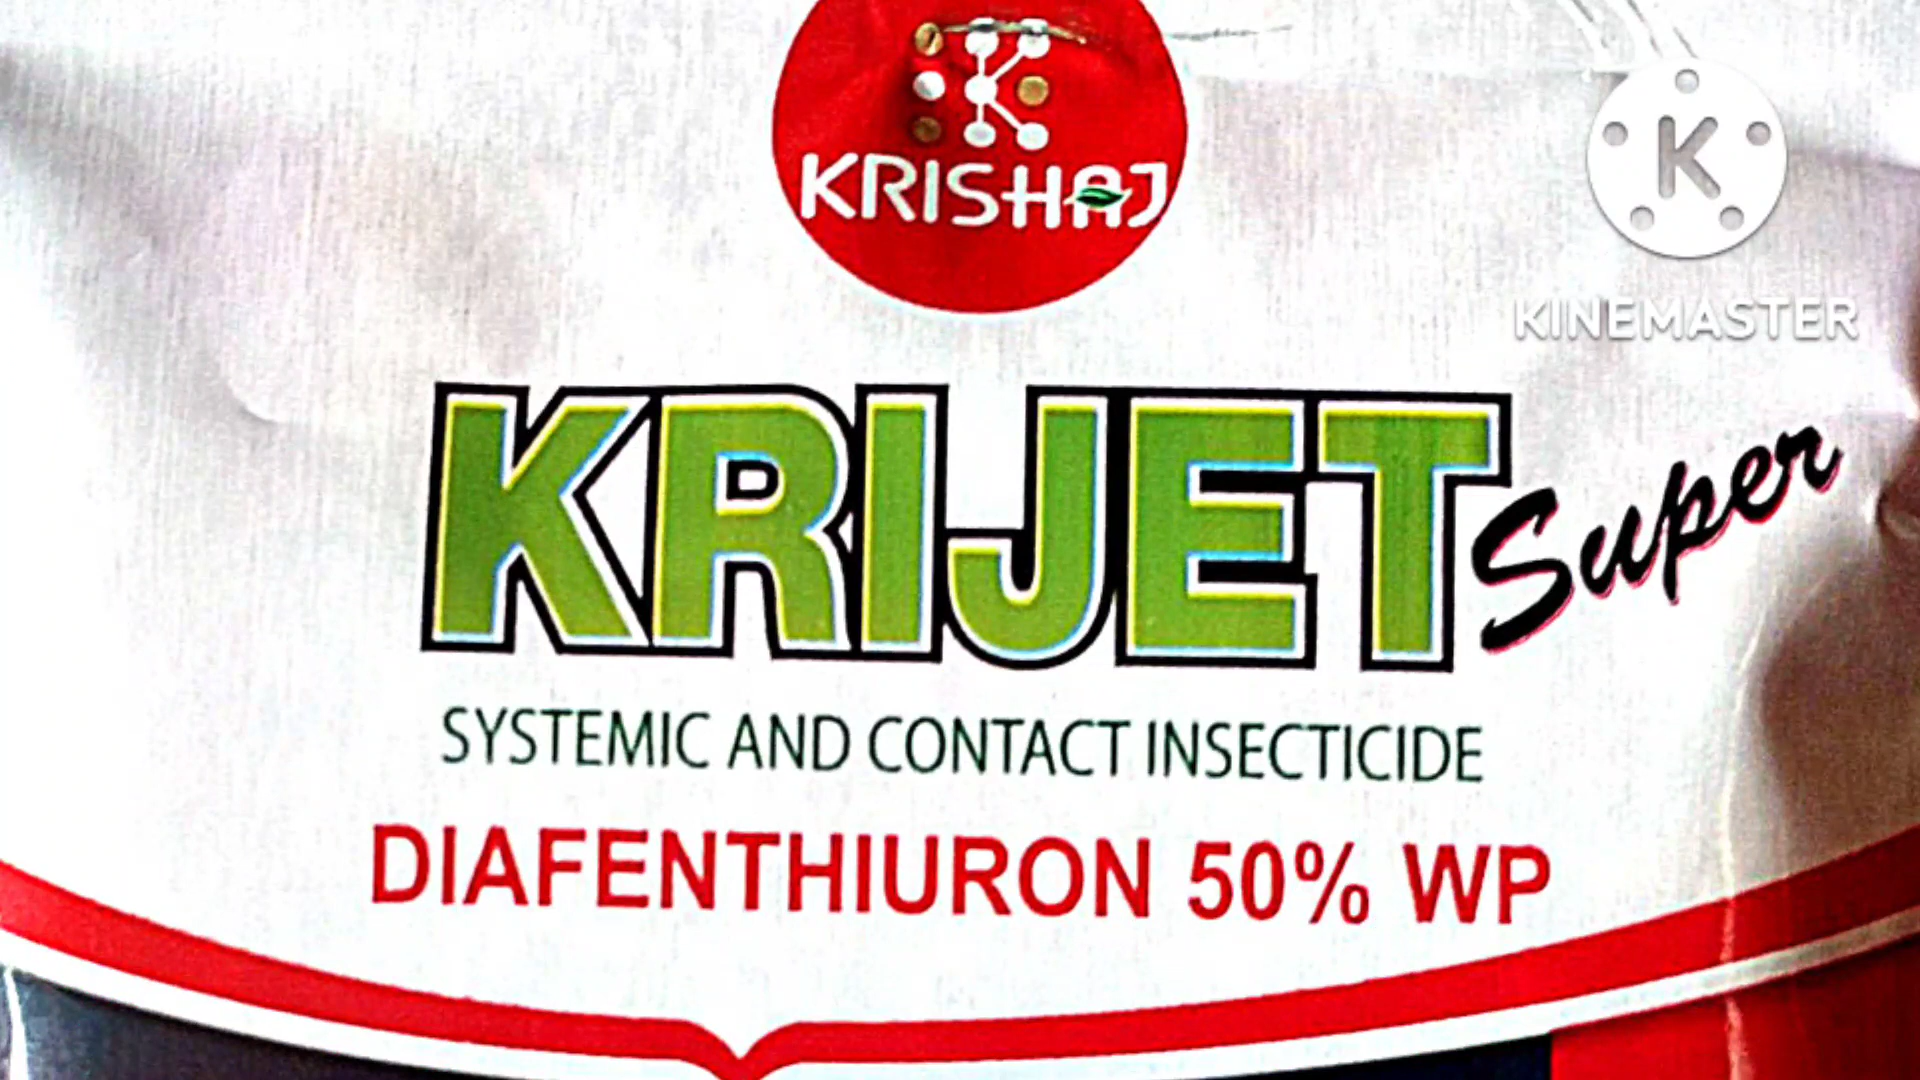 KRISHAJ
K
KINEMASTER
KRIJET Super
SYSTEMIC AND CONTACT INSECTICIDE
DIAFENTHIURON 50% WP